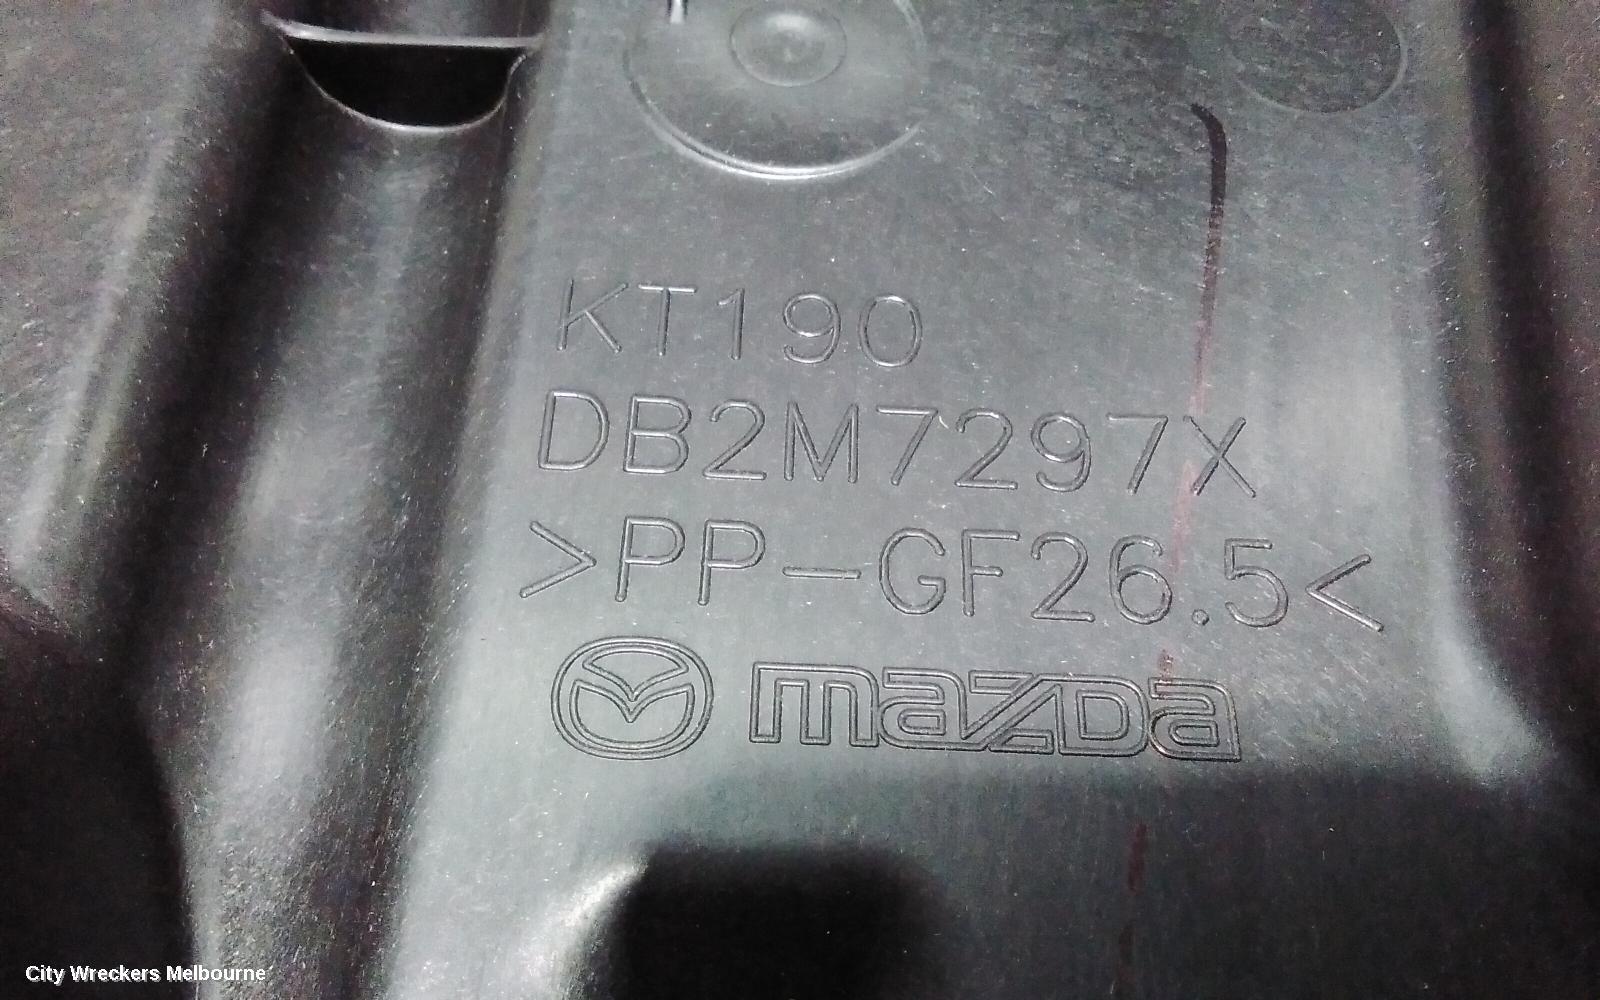 KT190
DB2M7297X
>PP-GF26.5<
mazda
City Wreckers Melbourne